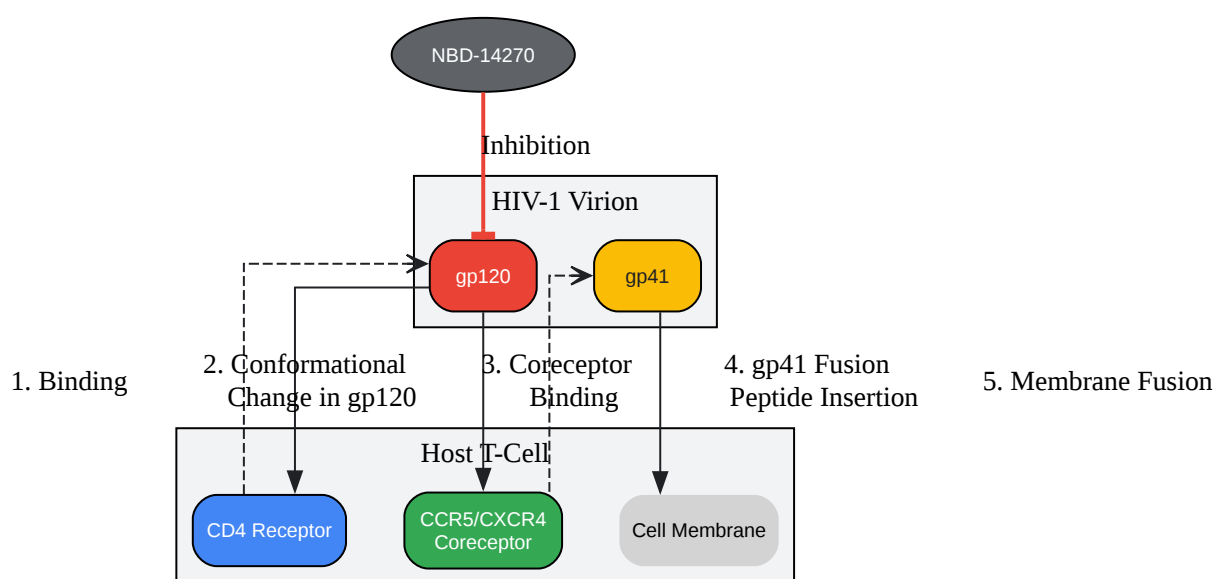 NBD-14270
Inhibition
HIV-1 Virion
gp120
gp41
1. Binding
2. Conformational
Change in gp120
3. Coreceptor
Binding
4. gp41 Fusion
Peptide Insertion
5. Membrane Fusion
Host T-Cell
CD4 Receptor
CCR5/CXCR4
Coreceptor
Cell Membrane